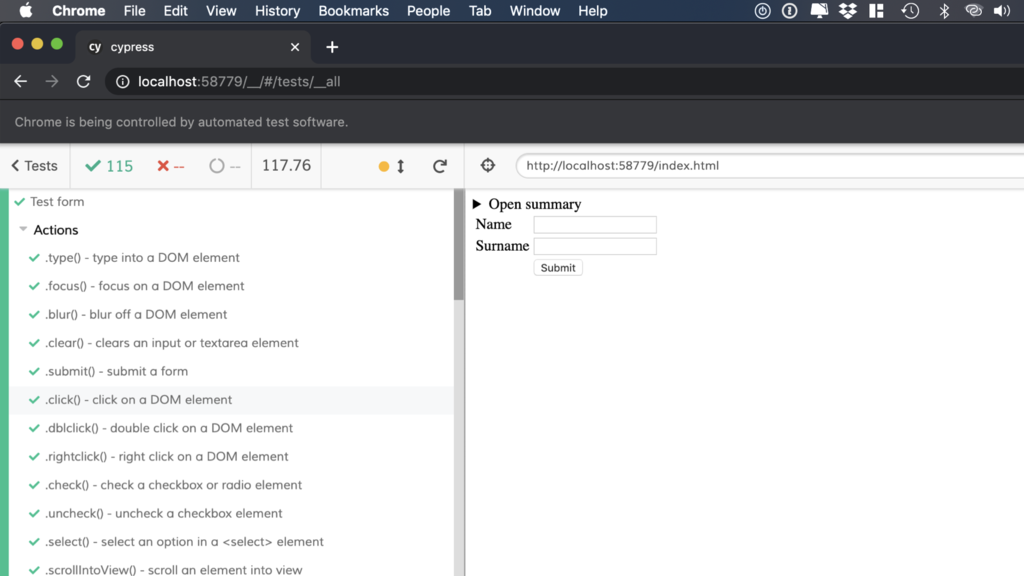 Chrome File Edit View History Bookmarks People Tab Window Help
cy cypress
localhost:58779/__/#/tests/__all
Chrome is being controlled by automated test software.
Tests 115 -- -- 117.76 http://localhost:58779/index.html
Test form
Actions
.type() - type into a DOM element
.focus() - focus on a DOM element
.blur() - blur off a DOM element
.clear() - clears an input or textarea element
.submit() - submit a form
.click() - click on a DOM element
.dblclick() - double click on a DOM element
.rightclick() - right click on a DOM element
.check() - check a checkbox or radio element
.uncheck() - uncheck a checkbox element
.select() - select an option in a <select> element
.scrollIntoView() - scroll an element into view
Open summary
Name
Surname
Submit